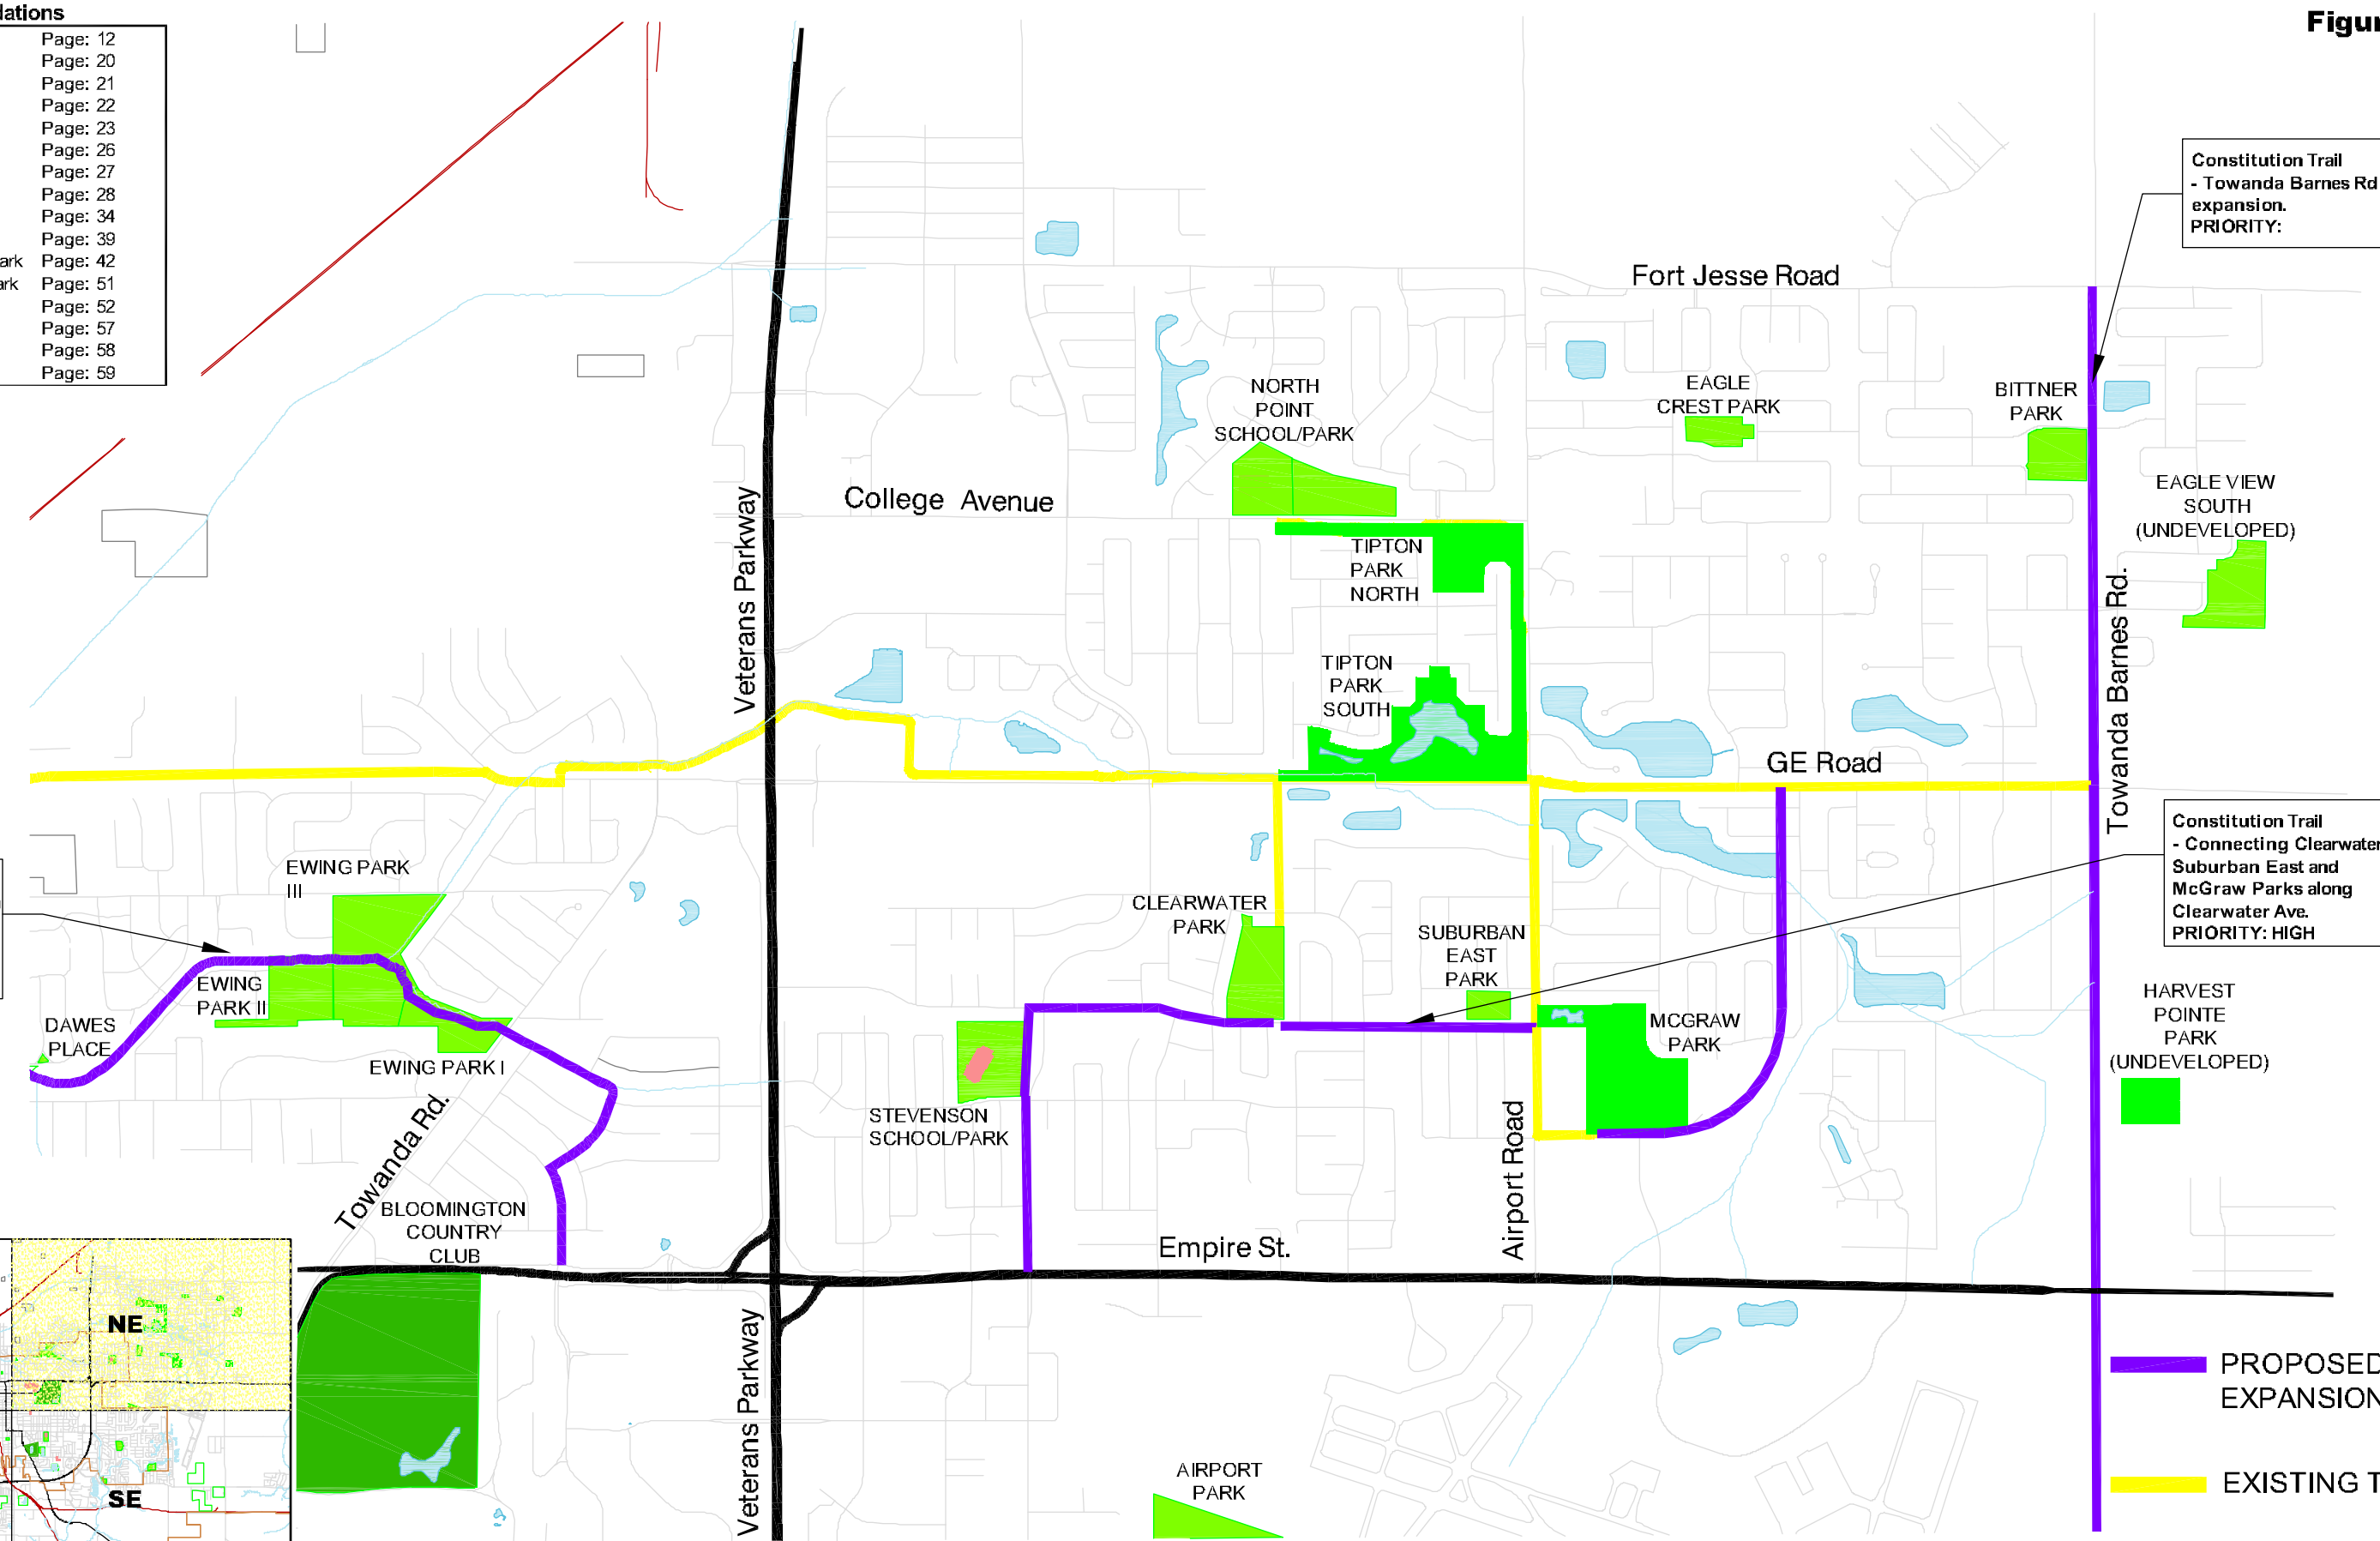 Page: 12
Page: 20
Page: 21
Page: 22
Page: 23
Page: 26
Page: 27
Page: 28
Page: 34
Page: 39
Page: 42
Page: 51
Page: 52
Page: 57
Page: 58
Page: 59
Constitution Trail
- Towanda Barnes Rd
expansion.
PRIORITY:
Fort Jesse Road
NORTH
POINT
SCHOOL/PARK
EAGLE
CREST PARK
BITTNER
PARK
College Avenue
EAGLE VIEW
SOUTH
(UNDEVELOPED)
Veterans Parkway
TIPTON
PARK
NORTH
TIPTON
PARK
SOUTH
Towanda Barnes Rd.
GE Road
Constitution Trail
- Connecting Clearwater
Suburban East and
McGraw Parks along
Clearwater Ave.
PRIORITY: HIGH
EWING PARK
III
CLEARWATER
PARK
SUBURBAN
EAST
PARK
EWING
PARK II
DAWES
PLACE
EWING PARK I
MCGRAW
PARK
HARVEST
POINTE
PARK
(UNDEVELOPED)
STEVENSON
SCHOOL/PARK
Towanda Rd.
Airport Road
BLOOMINGTON
COUNTRY
CLUB
Empire St.
NE
SE
Veterans Parkway
AIRPORT
PARK
PROPOSED
EXPANSION
EXISTING